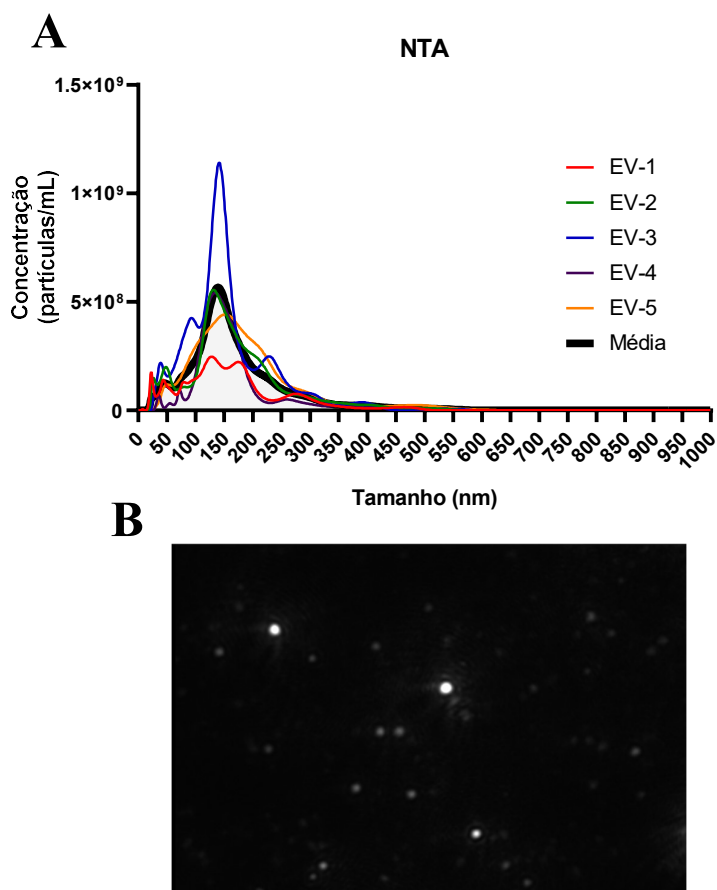 A
NTA
Concentração
(partículas/mL)
1.5×10⁹
1×10⁹
5×10⁸
0
EV-1
EV-2
EV-3
EV-4
EV-5
Média
0 50 100 150 200 250 300 350 400 450 500 550 600 650 700 750 800 850 900 950 1000
Tamanho (nm)
B